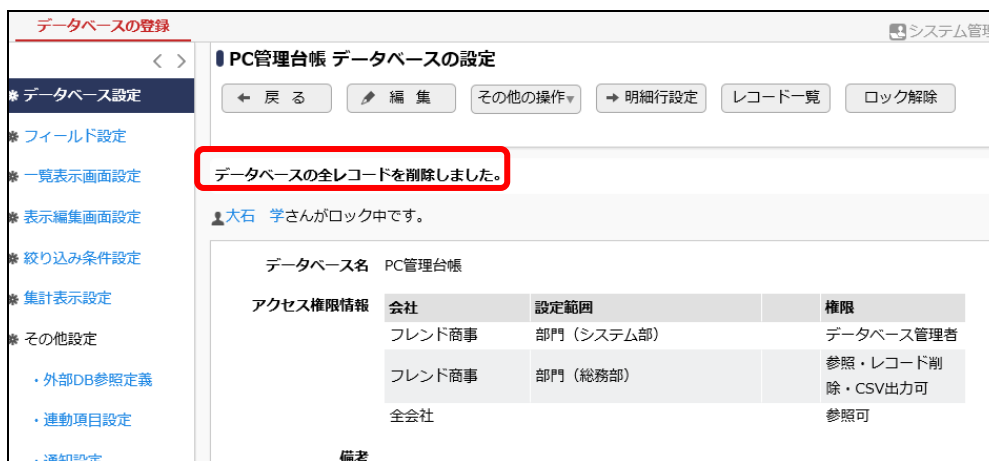 データベースの登録
システム管理
< >
データベース設定
フィールド設定
一覧表示画面設定
表示編集画面設定
絞り込み条件設定
集計表示設定
その他設定
・外部DB参照定義
・連動項目設定
・通知設定
PC管理台帳 データベースの設定
戻 る 編 集 その他の操作▼ 明細行設定 レコード一覧 ロック解除
データベースの全レコードを削除しました。
大石 学さんがロック中です。
データベース名 PC管理台帳
アクセス権限情報 会社 設定範囲 権限
フレンド商事 部門(システム部) データベース管理者
フレンド商事 部門(総務部) 参照・レコード削
除・CSV出力可
全会社 参照可
備考